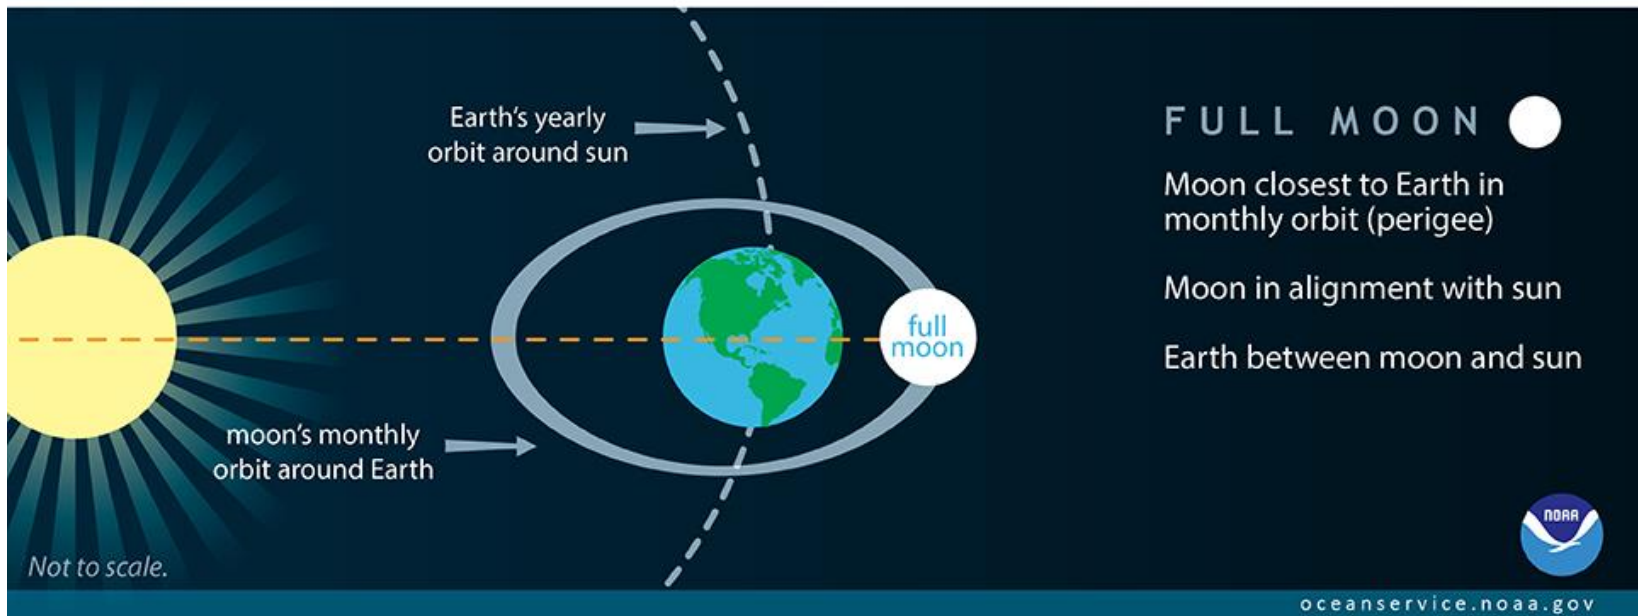 Earth's yearly
orbit around sun
full
moon
moon's monthly
orbit around Earth
Not to scale.
FULL MOON
Moon closest to Earth in
monthly orbit (perigee)
Moon in alignment with sun
Earth between moon and sun
NOAA
oceanservice.noaa.gov